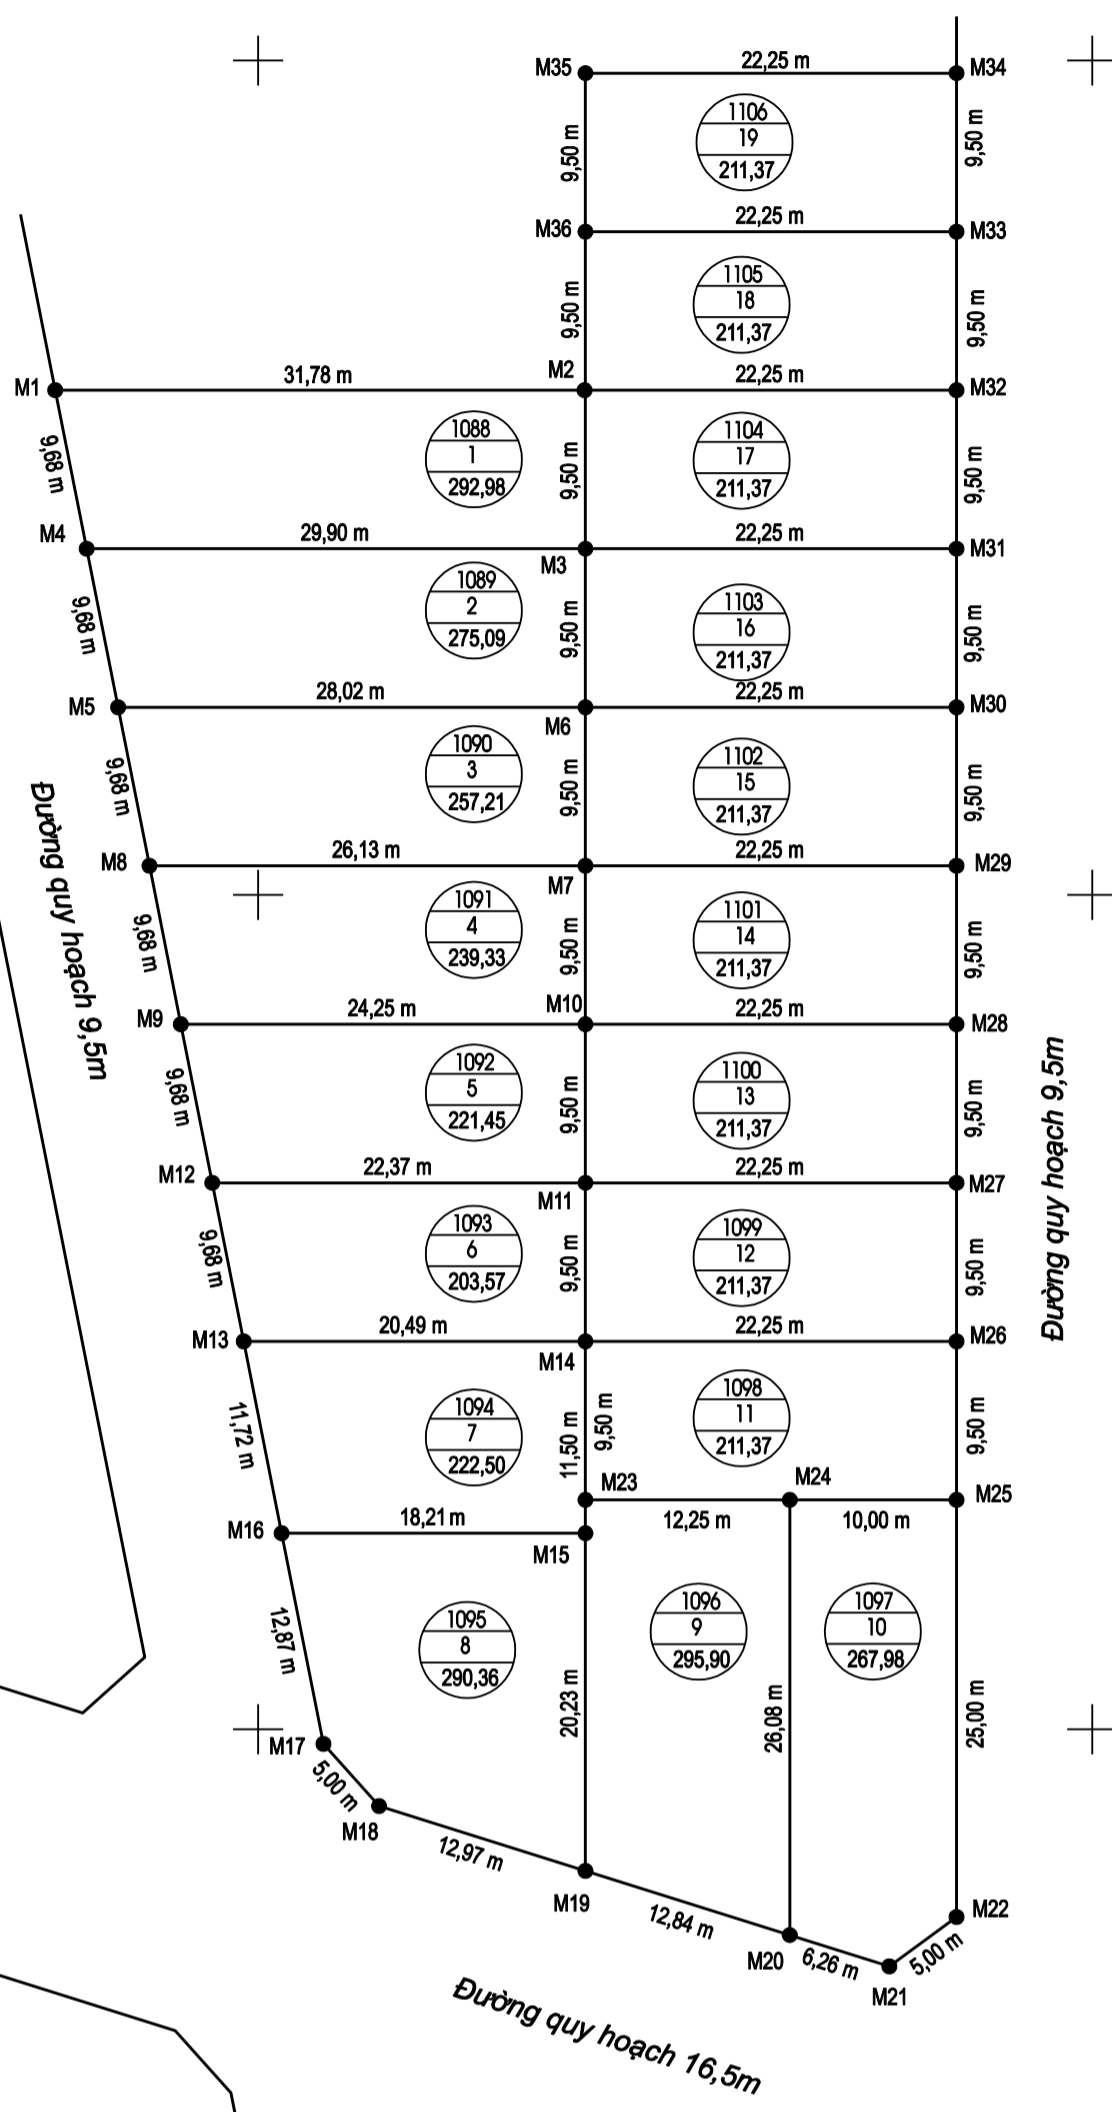 M35
22,25 m
M34
1106
19
211,37
9,50 m
9,50 m
M36
22,25 m
M33
1105
18
211,37
9,50 m
9,50 m
M1
31,78 m
M2
22,25 m
M32
9,68 m
1088
1
292,98
9,50 m
1104
17
211,37
9,50 m
M4
29,90 m
M3
22,25 m
M31
9,68 m
1089
2
275,09
9,50 m
1103
16
211,37
9,50 m
M5
28,02 m
M6
22,25 m
M30
9,68 m
1090
3
257,21
9,50 m
1102
15
211,37
9,50 m
Đường quy hoạch 9,5m
M8
26,13 m
M7
22,25 m
M29
9,68 m
1091
4
239,33
9,50 m
1101
14
211,37
9,50 m
M9
24,25 m
M10
22,25 m
M28
9,68 m
1092
5
221,45
9,50 m
1100
13
211,37
9,50 m
Đường quy hoạch 9,5m
M12
22,37 m
M11
22,25 m
M27
9,68 m
1093
6
203,57
9,50 m
1099
12
211,37
9,50 m
M13
20,49 m
M14
22,25 m
M26
11,72 m
1094
7
222,50
11,50 m
9,50 m
1098
11
211,37
9,50 m
M23
M24
M25
12,25 m
10,00 m
M16
18,21 m
M15
12,87 m
1095
8
290,36
20,23 m
1096
9
295,90
26,08 m
1097
10
267,98
25,00 m
M17
5,00 m
M18
12,97 m
M19
12,84 m
M20
6,26 m
M21
5,00 m
M22
Đường quy hoạch 16,5m